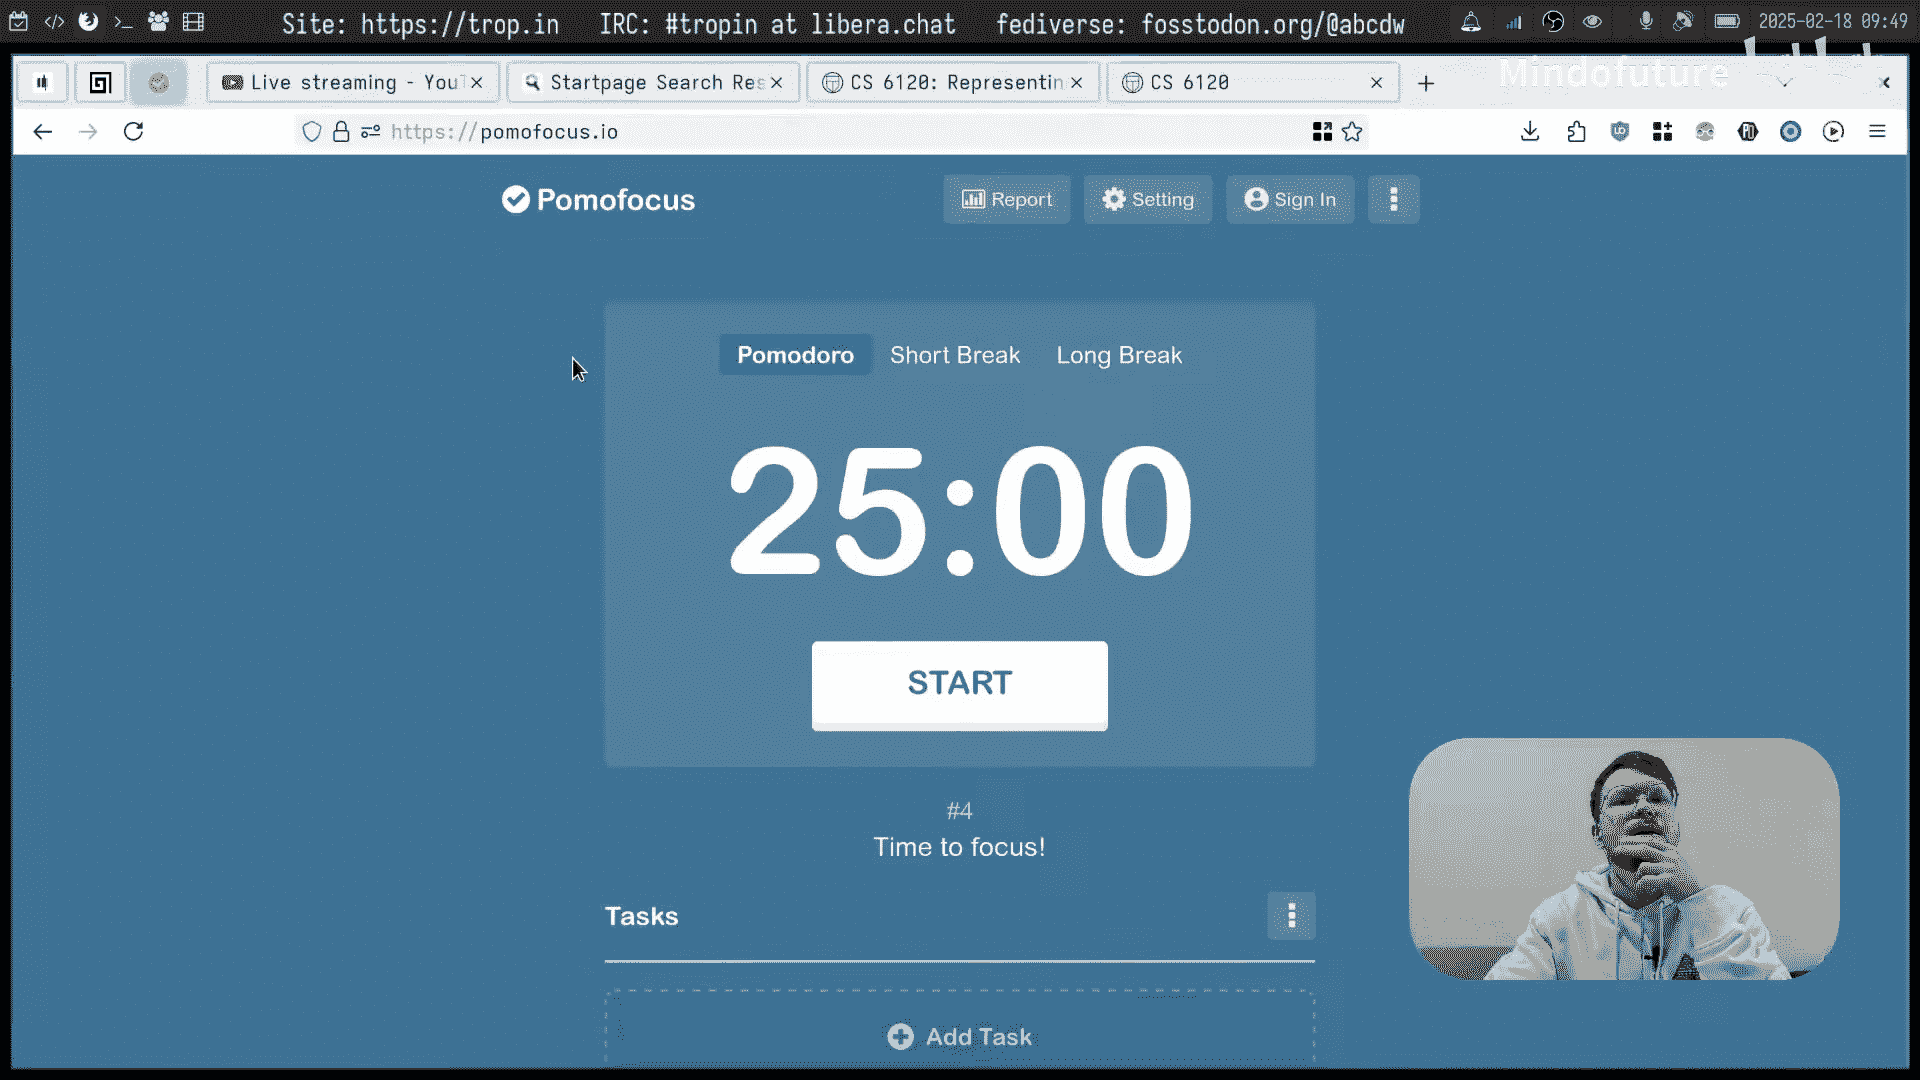 Site: https://trop.in IRC: #tropin at libera.chat fediverse: fosstodon.org/@abcdw
2025-02-18 09:49
Live streaming - You
Startpage Search Res
CS 6120: Representin
CS 6120
Mindofuture
https://pomofocus.io
Pomofocus
Report
Setting
Sign In
Pomodoro
Short Break
Long Break
25:00
START
#4
Time to focus!
Tasks
Add Task